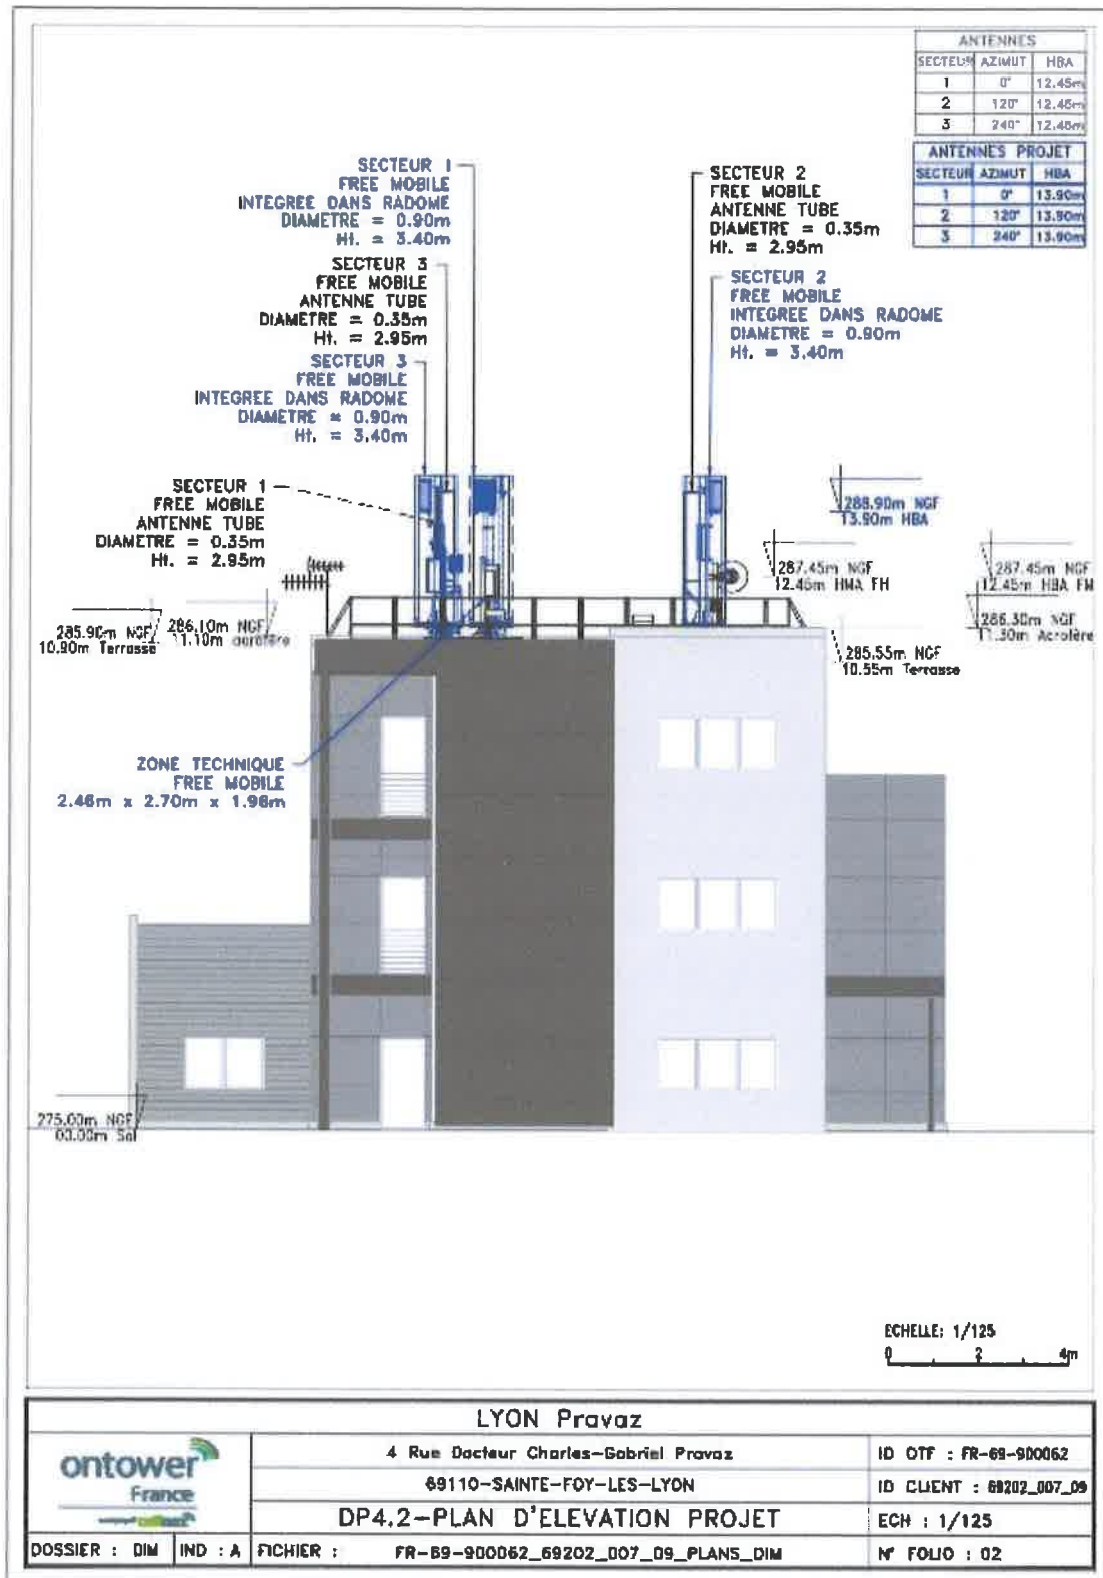 ANTENNES
SECTEUR AZIMUT HBA
1 0° 12.45m
2 120° 12.45m
3 240° 12.45m
ANTENNES PROJET
SECTEUR AZIMUT HBA
1 0° 13.90m
2 120° 13.90m
3 240° 13.90m
SECTEUR 1
FREE MOBILE
INTEGREE DANS RADOME
DIAMETRE = 0.90m
Ht. = 3.40m
SECTEUR 3
FREE MOBILE
ANTENNE TUBE
DIAMETRE = 0.35m
Ht. = 2.95m
SECTEUR 3
FREE MOBILE
INTEGREE DANS RADOME
DIAMETRE = 0.90m
Ht. = 3.40m
SECTEUR 1
FREE MOBILE
ANTENNE TUBE
DIAMETRE = 0.35m
Ht. = 2.95m
SECTEUR 2
FREE MOBILE
ANTENNE TUBE
DIAMETRE = 0.35m
Ht. = 2.95m
SECTEUR 2
FREE MOBILE
INTEGREE DANS RADOME
DIAMETRE = 0.90m
Ht. = 3.40m
288.90m NGF
13.90m HBA
287.45m NGF
12.45m HMA FH
287.45m NGF
12.45m HBA FM
286.30m NGF
11.30m Acrotère
285.55m NGF
10.55m Terrasse
285.90m NGF
10.90m Terrasse
286.10m NGF
11.10m acrotère
ZONE TECHNIQUE
FREE MOBILE
2.46m x 2.70m x 1.98m
275.00m NGF
00.00m Sol
ECHELLE: 1/125
0 2 4m
LYON Pravaz
ontower
France
4 Rue Docteur Charles-Gabriel Pravaz
69110-SAINTE-FOY-LES-LYON
DP4.2-PLAN D'ELEVATION PROJET
ID OTF : FR-69-900062
ID CLIENT : 69202_007_09
ECH : 1/125
DOSSIER : DIM
IND : A
FICHIER : FR-69-900062_69202_007_09_PLANS_DIM
N° FOLIO : 02